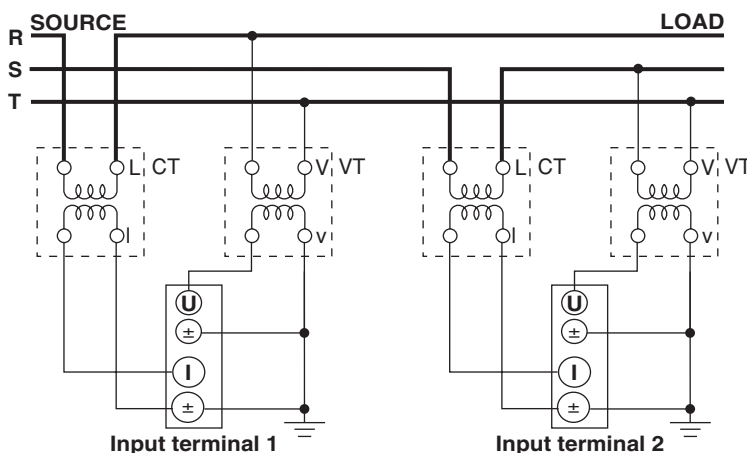 SOURCE LOAD
R
S
T
L CT V VT L CT V VT
l v l v
U U
± ±
I I
± ±
Input terminal 1 Input terminal 2